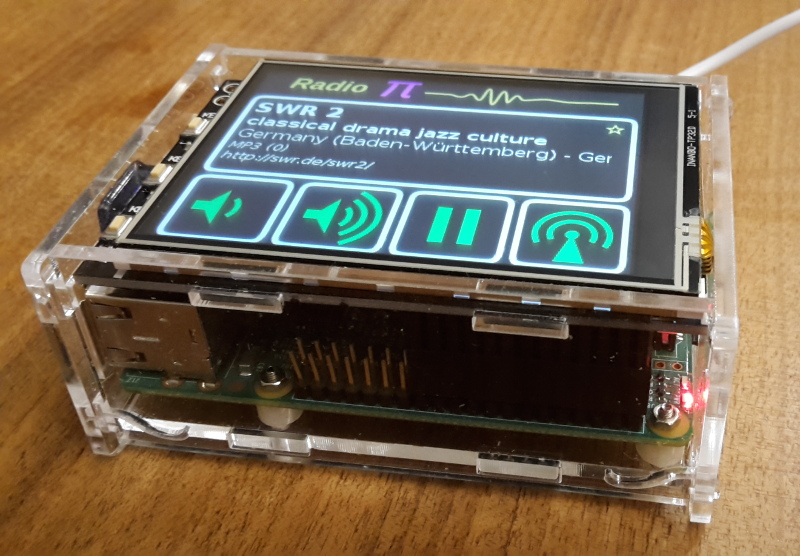 Radio π
SWR 2
classical drama jazz culture
Germany (Baden-Württemberg) - Ger
MP3 (0)
http://swr.de/swr2/